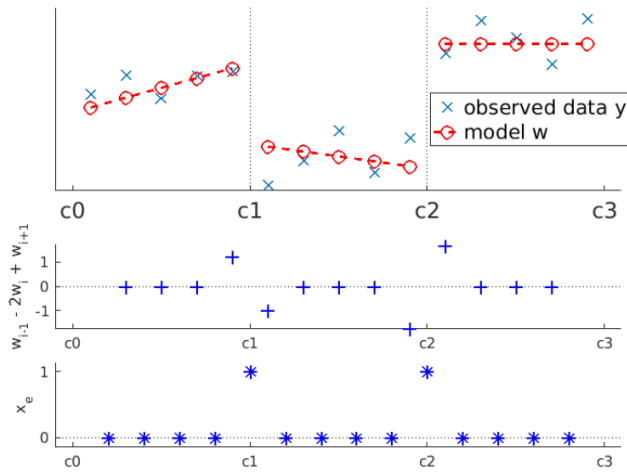 observed data y
model w
c0 c1 c2 c3
w_{i-1} - 2w_i + w_{i+1}
1
0
-1
c0 c1 c2 c3
x_e
1
0
c0 c1 c2 c3